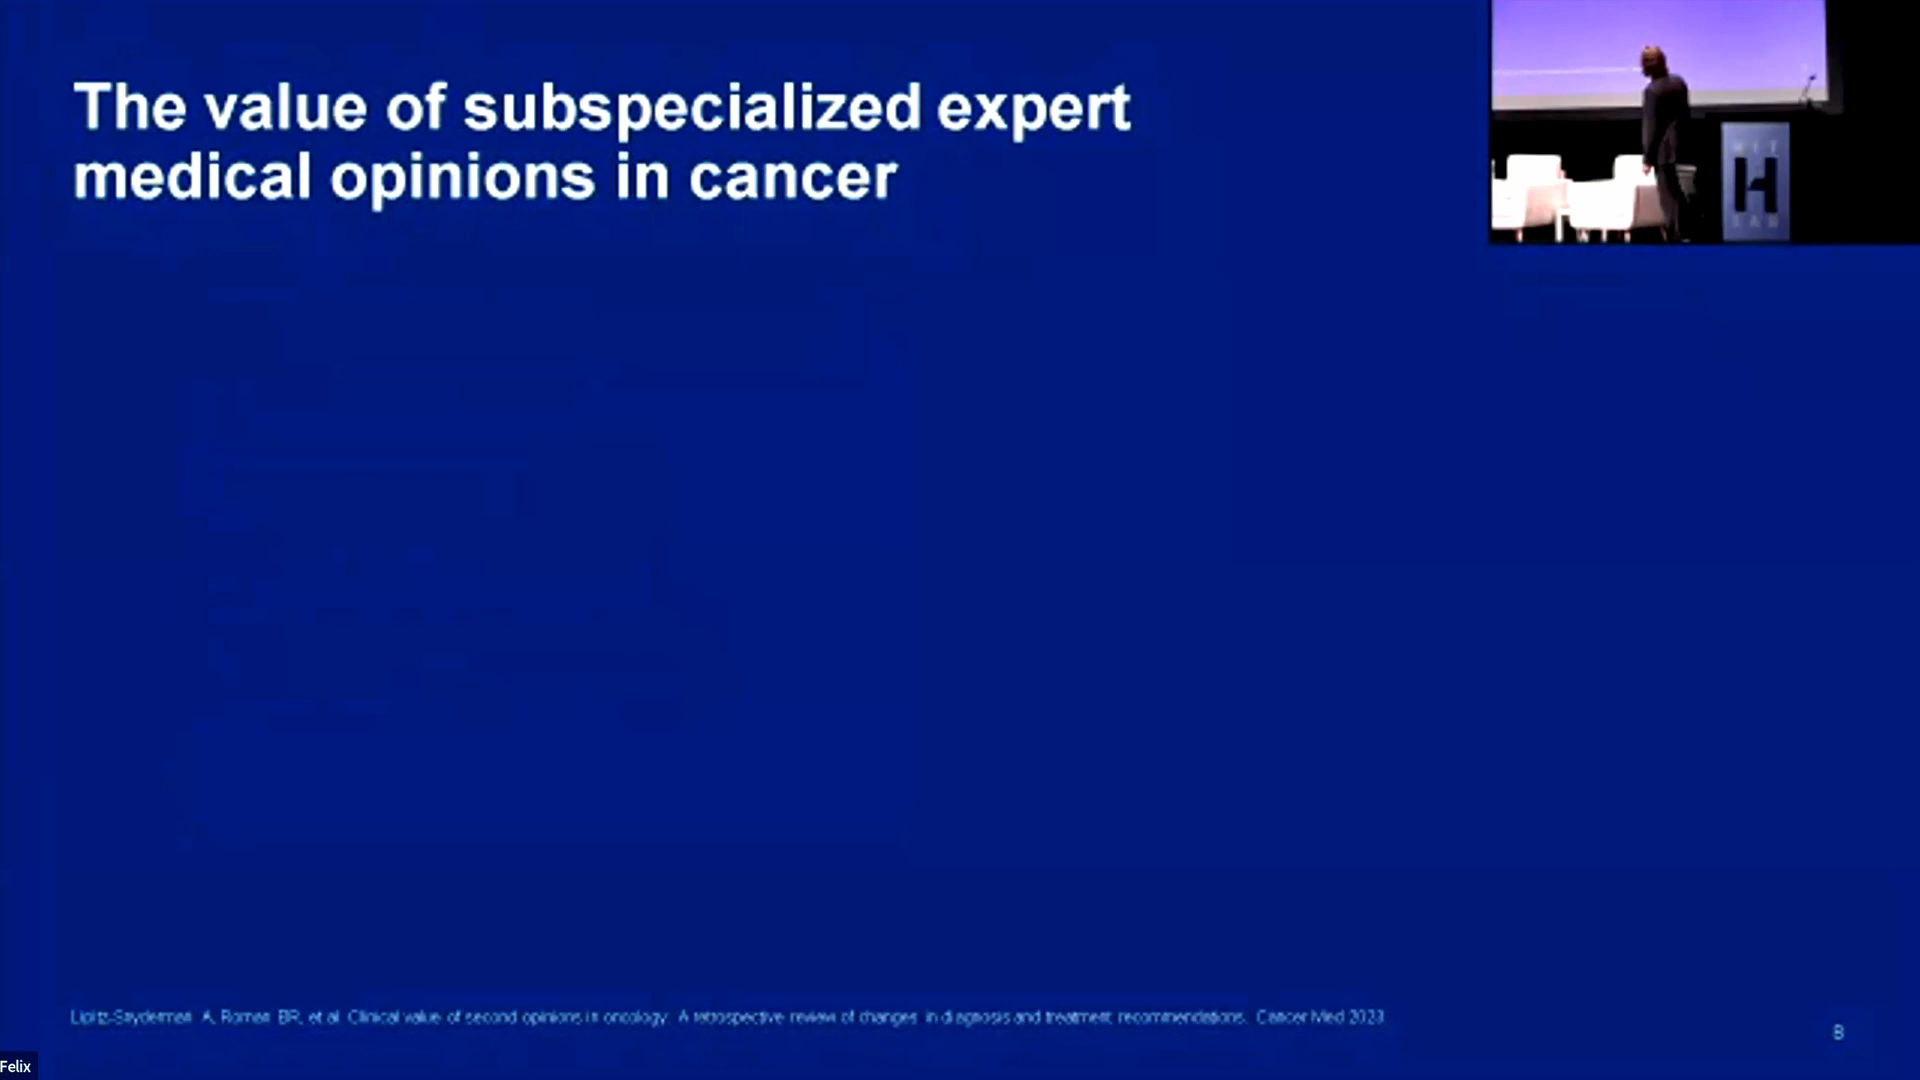 The value of subspecialized expert
medical opinions in cancer
MIT
H
Lipitz-Snyderman A, Roman BR, et al. Clinical value of second opinions in oncology: A retrospective review of changes in diagnosis and treatment recommendations. Cancer Med 2023
8
Felix